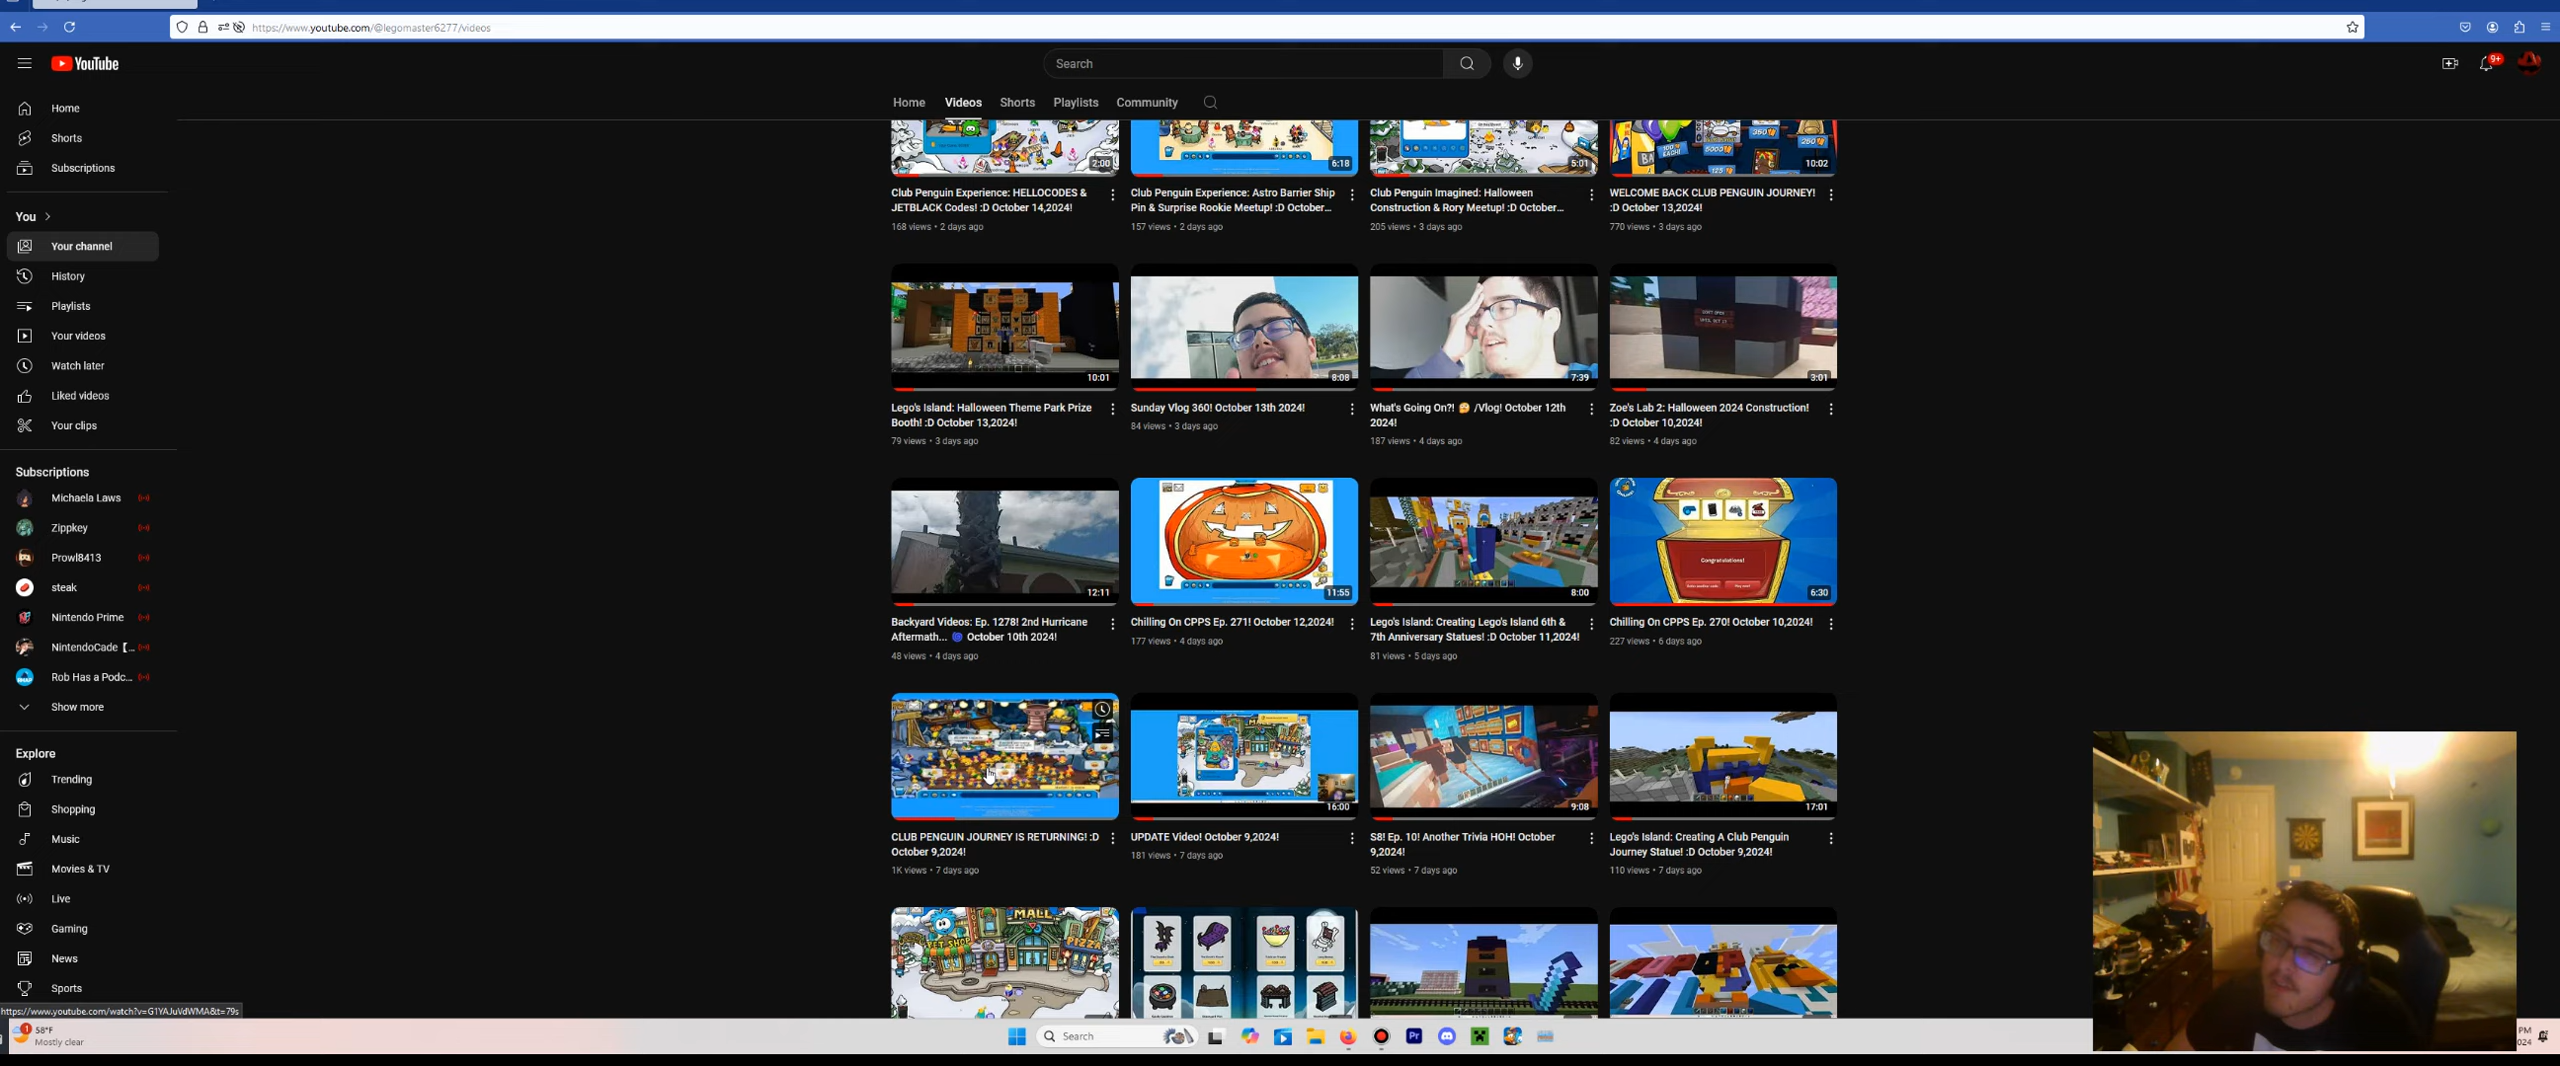 https://www.youtube.com/@legomaster6277/videos
YouTube
Search
9+
Home
Shorts
Subscriptions
You
Your channel
History
Playlists
Your videos
Watch later
Liked videos
Your clips
Subscriptions
Michaela Laws
Zippkey
Prowl8413
steak
Nintendo Prime
NintendoCade【...
Rob Has a Podc...
Show more
Explore
Trending
Shopping
Music
Movies & TV
Live
Gaming
News
Sports
Home Videos Shorts Playlists Community
2:00
6:18
5:01
10:02
Club Penguin Experience: HELLOCODES &
JETBLACK Codes! :D October 14,2024!
168 views • 2 days ago
Club Penguin Experience: Astro Barrier Ship
Pin & Surprise Rookie Meetup! :D October...
157 views • 2 days ago
Club Penguin Imagined: Halloween
Construction & Rory Meetup! :D October...
205 views • 3 days ago
WELCOME BACK CLUB PENGUIN JOURNEY!
:D October 13,2024!
770 views • 3 days ago
10:01
8:08
7:39
3:01
Lego's Island: Halloween Theme Park Prize
Booth! :D October 13,2024!
79 views • 3 days ago
Sunday Vlog 360! October 13th 2024!
84 views • 3 days ago
What's Going On?! 🤔 /Vlog! October 12th
2024!
187 views • 4 days ago
Zoe's Lab 2: Halloween 2024 Construction!
:D October 10,2024!
82 views • 4 days ago
12:11
11:55
8:00
Congratulations!
6:30
Backyard Videos: Ep. 1278! 2nd Hurricane
Aftermath... 🌀 October 10th 2024!
48 views • 4 days ago
Chilling On CPPS Ep. 271! October 12,2024!
177 views • 4 days ago
Lego's Island: Creating Lego's Island 6th &
7th Anniversary Statues! :D October 11,2024!
81 views • 5 days ago
Chilling On CPPS Ep. 270! October 10,2024!
227 views • 6 days ago
16:00
9:08
17:01
CLUB PENGUIN JOURNEY IS RETURNING! :D
October 9,2024!
1K views • 7 days ago
UPDATE Video! October 9,2024!
181 views • 7 days ago
S8! Ep. 10! Another Trivia HOH! October
9,2024!
52 views • 7 days ago
Lego's Island: Creating A Club Penguin
Journey Statue! :D October 9,2024!
110 views • 7 days ago
PET SHOP
MALL
PIZZA
https://www.youtube.com/watch?v=G1YAJuVdWMA&t=79s
1
58°F
Mostly clear
Search
Pr
PM